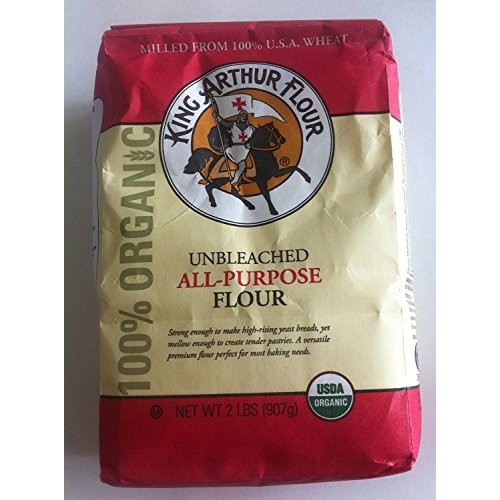 MILLED FROM 100% U.S.A. WHEAT
KING ARTHUR FLOUR
®
100% ORGANIC
UNBLEACHED
ALL-PURPOSE
FLOUR
Strong enough to make high-rising yeast breads, yet
mellow enough to create tender pastries. A versatile
premium flour perfect for most baking needs.
USDA
ORGANIC
U NET WT 2 LBS (907g)